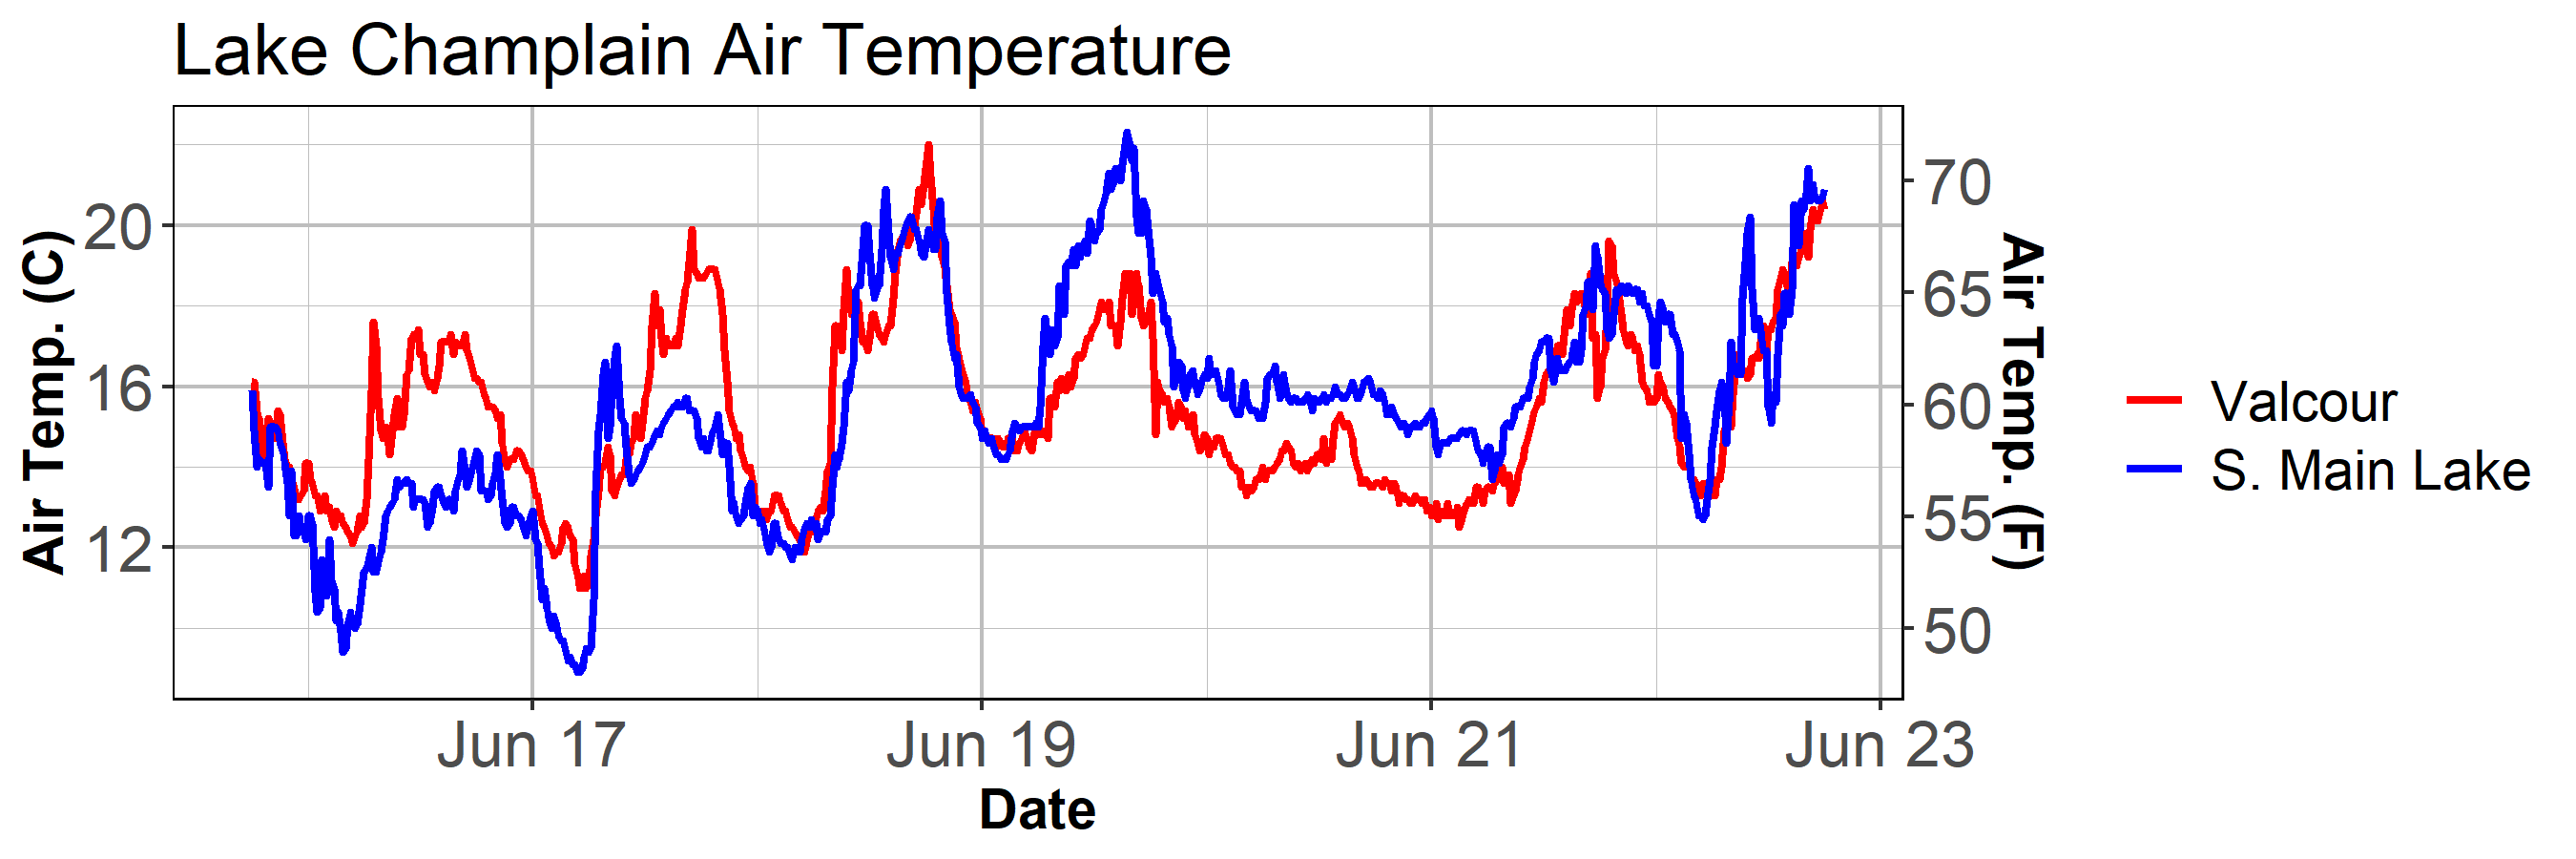 Lake Champlain Air Temperature
Air Temp. (C)
20
16
12
70
65
60
55
50
Air Temp. (F)
Jun 17
Jun 19
Jun 21
Jun 23
Date
Valcour
S. Main Lake